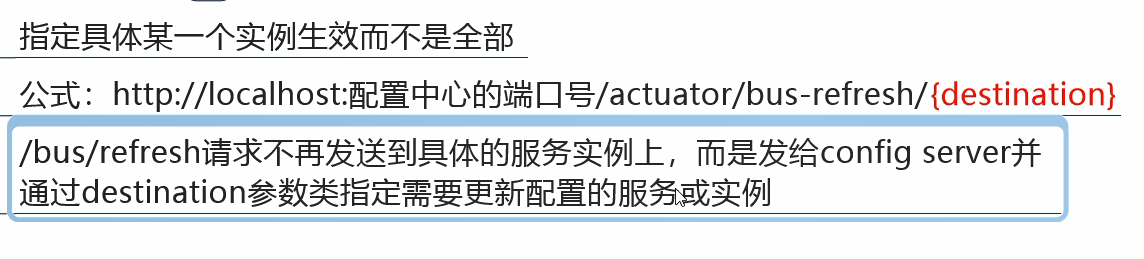 指定具体某一个实例生效而不是全部
公式：http://localhost:配置中心的端口号/actuator/bus-refresh/{destination}
/bus/refresh请求不再发送到具体的服务实例上，而是发给config server并
通过destination参数类指定需要更新配置的服务或实例